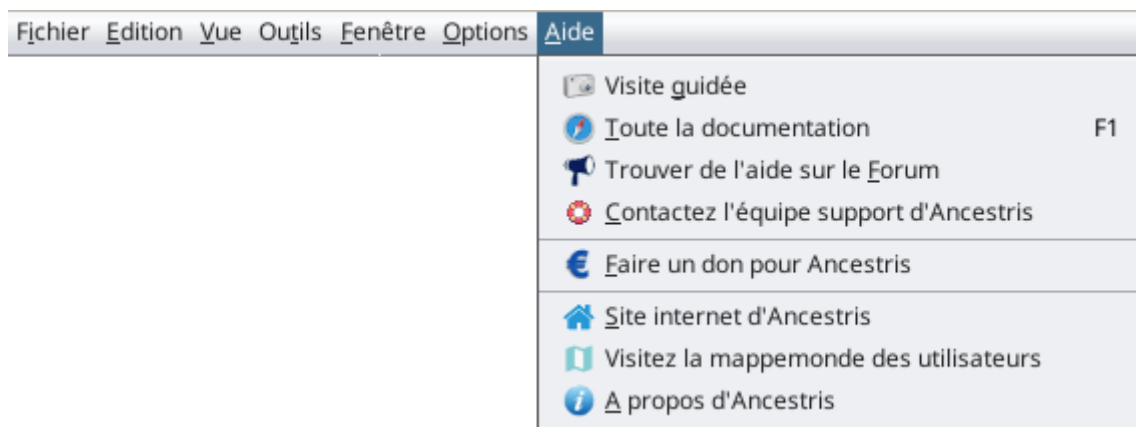 Fichier Edition Vue Outils Fenêtre Options Aide
Visite guidée
Toute la documentation F1
Trouver de l'aide sur le Forum
Contactez l'équipe support d'Ancestris
€ Faire un don pour Ancestris
Site internet d'Ancestris
Visitez la mappemonde des utilisateurs
i A propos d'Ancestris